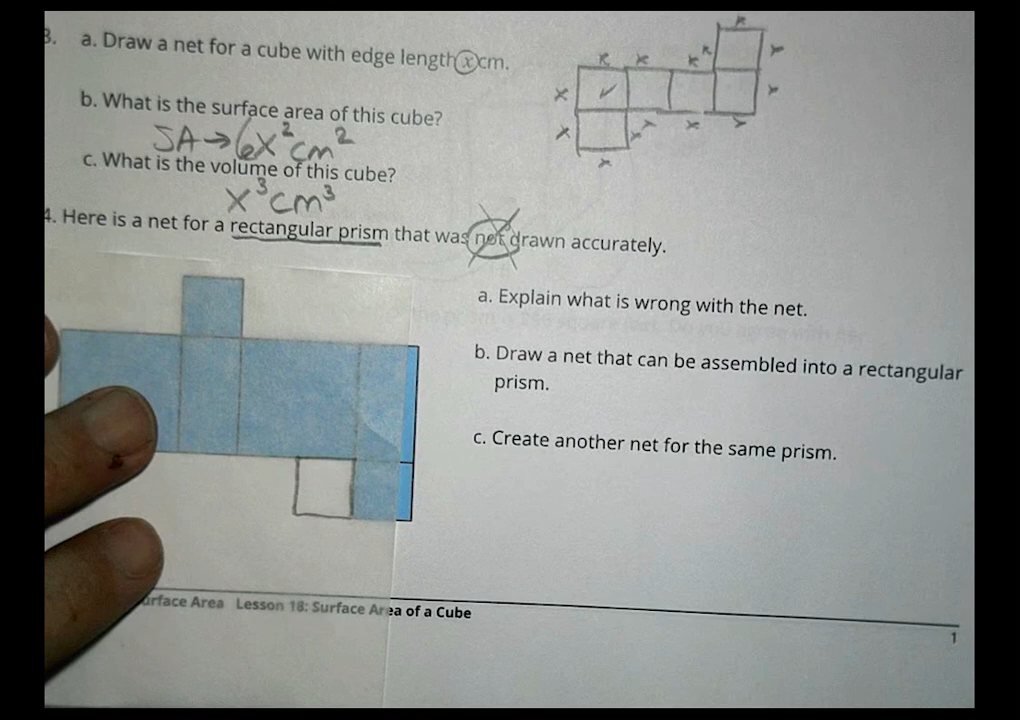 3. a. Draw a net for a cube with edge length x cm.
b. What is the surface area of this cube?
SA→6x² cm²
c. What is the volume of this cube?
x³ cm³
4. Here is a net for a rectangular prism that was not drawn accurately.
a. Explain what is wrong with the net.
b. Draw a net that can be assembled into a rectangular
prism.
c. Create another net for the same prism.
urface Area Lesson 18: Surface Area of a Cube
1